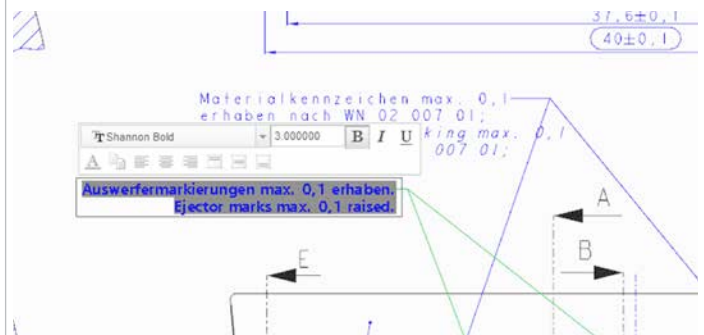 37,6±0,1
40±0,1
Materialkennzeichen max. 0,1
erhaben nach WN 02 007 01;
Shannon Bold
3.000000
B I U
king max. 0,1
007 01;
A
Auswerfermarkierungen max. 0,1 erhaben.
Ejector marks max. 0,1 raised.
A
B
E